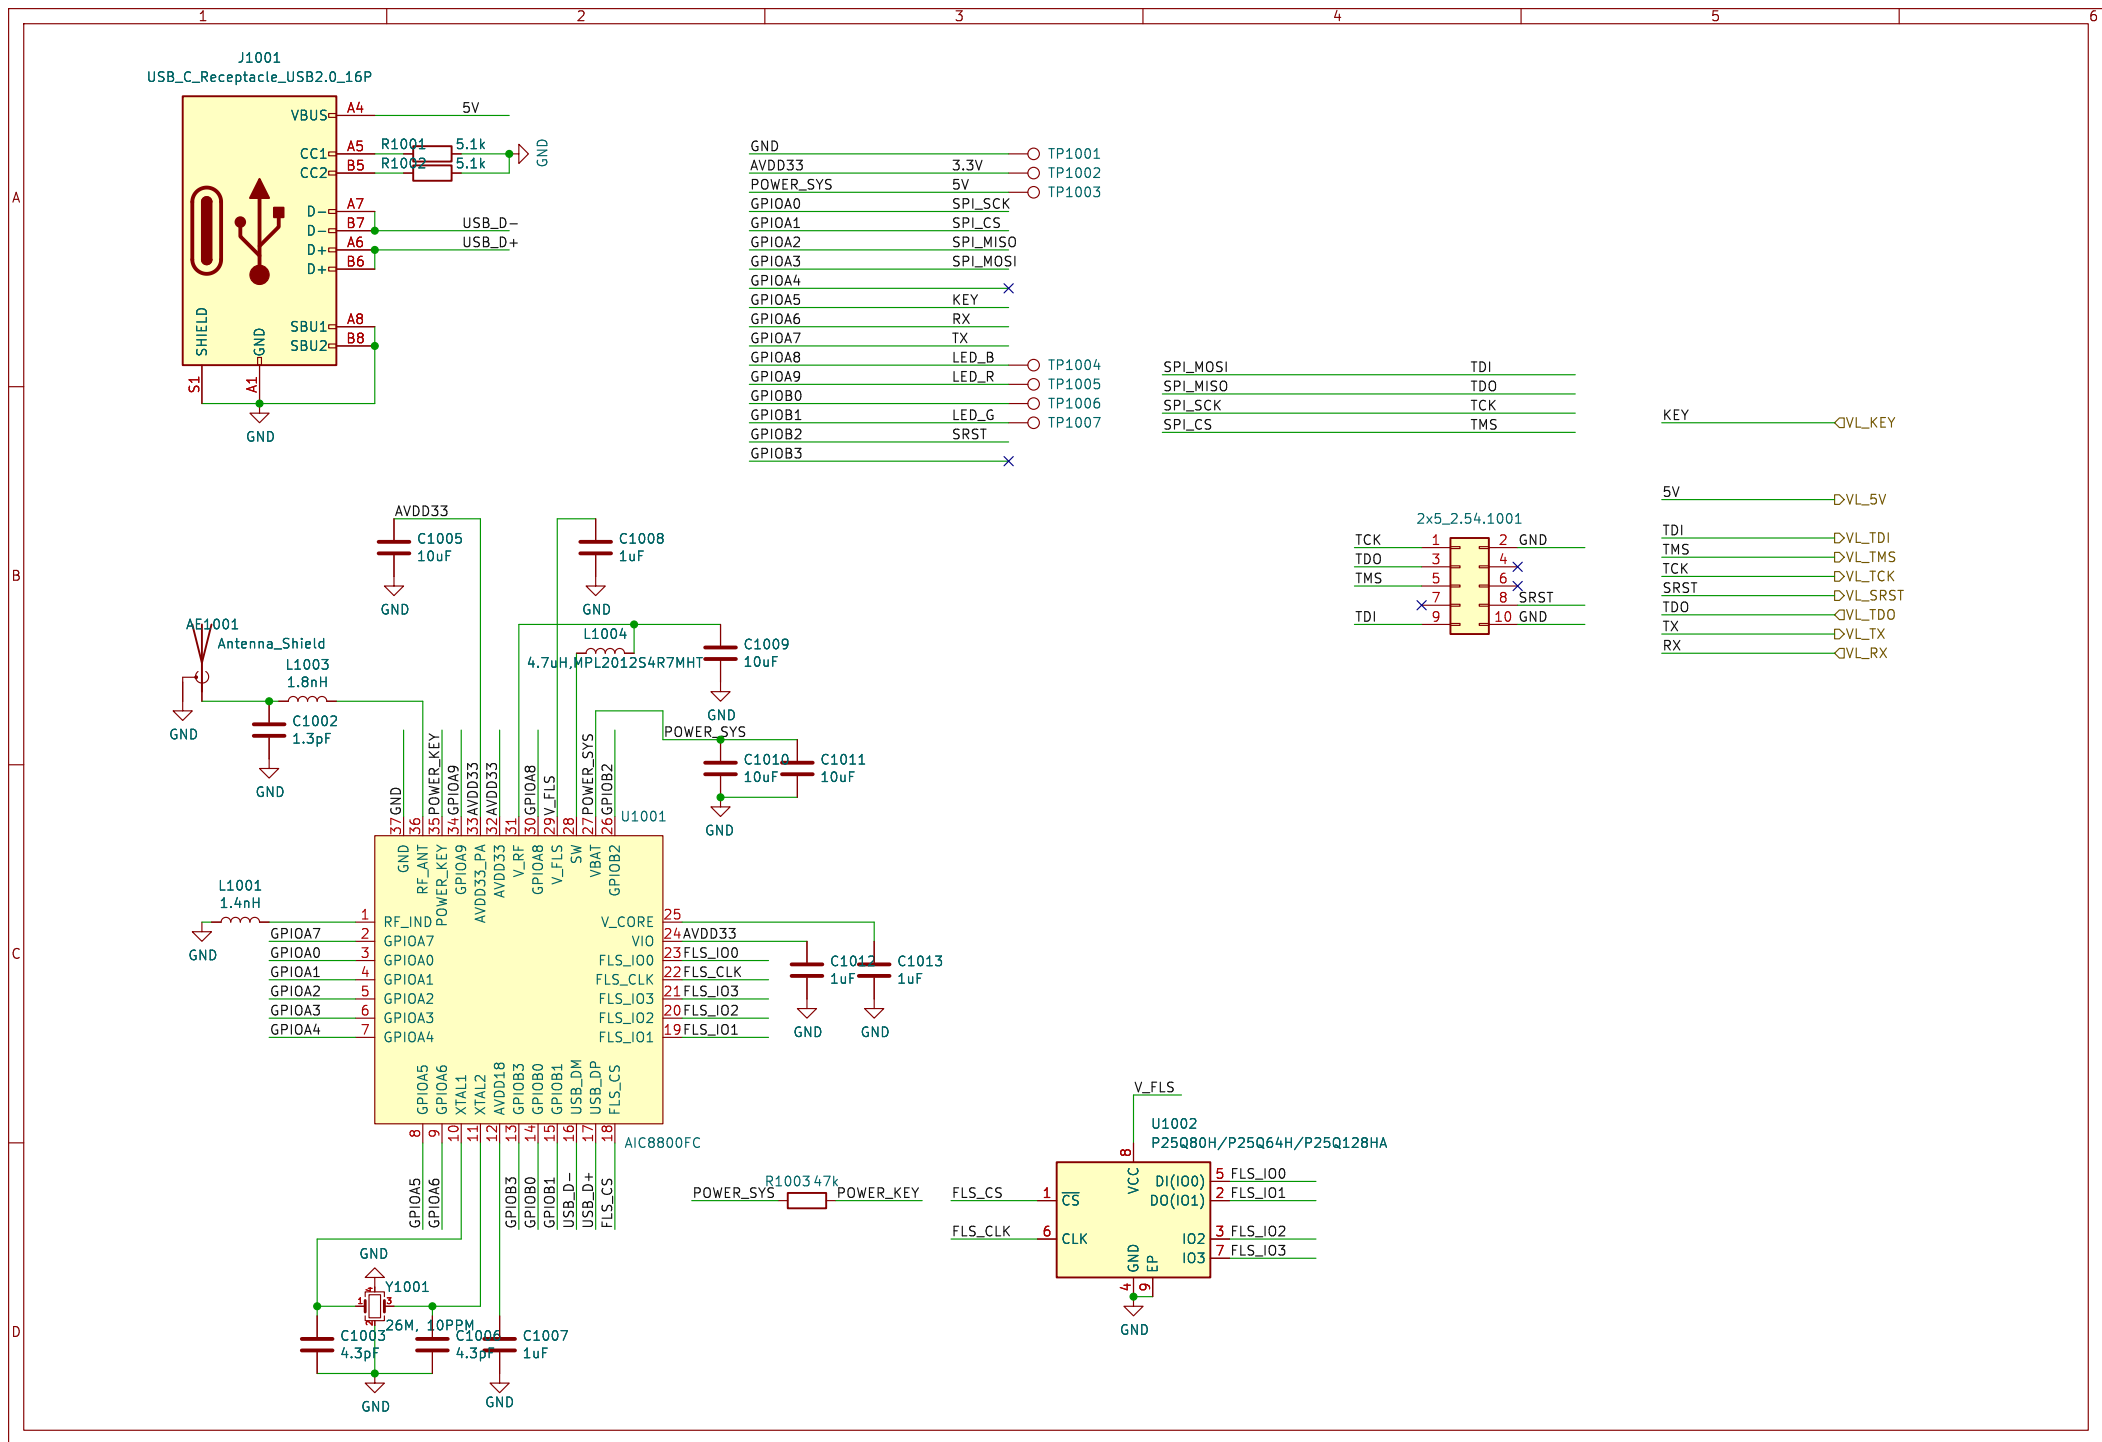 1 2 3 4 5 6
A
B
C
D
J1001
USB_C_Receptacle_USB2.0_16P
VBUS A4 5V
CC1 A5 R1001 5.1k
CC2 B5 R1002 5.1k
GND
D- A7
D- B7 USB_D-
D+ A6 USB_D+
D+ B6
SBU1 A8
SBU2 B8
SHIELD GND
S1 A1
GND
GND TP1001
AVDD33 3.3V TP1002
POWER_SYS 5V TP1003
GPIOA0 SPI_SCK
GPIOA1 SPI_CS
GPIOA2 SPI_MISO
GPIOA3 SPI_MOSI
GPIOA4
GPIOA5 KEY
GPIOA6 RX
GPIOA7 TX
GPIOA8 LED_B TP1004
GPIOA9 LED_R TP1005
GPIOB0 TP1006
GPIOB1 LED_G TP1007
GPIOB2 SRST
GPIOB3
SPI_MOSI TDI
SPI_MISO TDO
SPI_SCK TCK
SPI_CS TMS
KEY VL_KEY
5V VL_5V
TDI VL_TDI
TMS VL_TMS
TCK VL_TCK
SRST VL_SRST
TDO VL_TDO
TX VL_TX
RX VL_RX
2x5_2.54.1001
TCK 1 2 GND
TDO 3 4
TMS 5 6
7 8 SRST
TDI 9 10 GND
AVDD33
C1005
10uF
GND
C1008
1uF
GND
AE1001
Antenna_Shield
L1003
1.8nH
GND
C1002
1.3pF
GND
L1004
4.7uH,MPL2012S4R7MHT
C1009
10uF
GND
POWER_SYS
C1010
10uF
C1011
10uF
GND
GND POWER_KEY GPIOA9 AVDD33 AVDD33 GPIOA8 V_FLS POWER_SYS GPIOB2
37 36 35 34 33 32 31 30 29 28 27 26
U1001
GND RF_ANT POWER_KEY GPIOA9 AVDD33_PA AVDD33 V_RF GPIOA8 V_FLS SW VBAT GPIOB2
L1001
1.4nH
GND
1 RF_IND
GPIOA7 2 GPIOA7
GPIOA0 3 GPIOA0
GPIOA1 4 GPIOA1
GPIOA2 5 GPIOA2
GPIOA3 6 GPIOA3
GPIOA4 7 GPIOA4
V_CORE 25
VIO 24 AVDD33
FLS_IO0 23 FLS_IO0
FLS_CLK 22 FLS_CLK
FLS_IO3 21 FLS_IO3
FLS_IO2 20 FLS_IO2
FLS_IO1 19 FLS_IO1
C1012
1uF
GND
C1013
1uF
GND
GPIOA5 GPIOA6 XTAL1 XTAL2 AVDD18 GPIOB3 GPIOB0 GPIOB1 USB_DM USB_DP FLS_CS
8 9 10 11 12 13 14 15 16 17 18
AIC8800FC
GPIOA5 GPIOA6 GPIOB3 GPIOB0 GPIOB1 USB_D- USB_D+ FLS_CS
GND
Y1001
1 2 3 4
26M, 10PPM
C1003
4.3pF
C1006
4.3pF
C1007
1uF
GND
GND
R1003 47k
POWER_SYS POWER_KEY
V_FLS
U1002
P25Q80H/P25Q64H/P25Q128HA
8
VCC
FLS_CS 1 CS
FLS_CLK 6 CLK
DI(IO0) 5 FLS_IO0
DO(IO1) 2 FLS_IO1
IO2 3 FLS_IO2
IO3 7 FLS_IO3
GND EP
4 9
GND